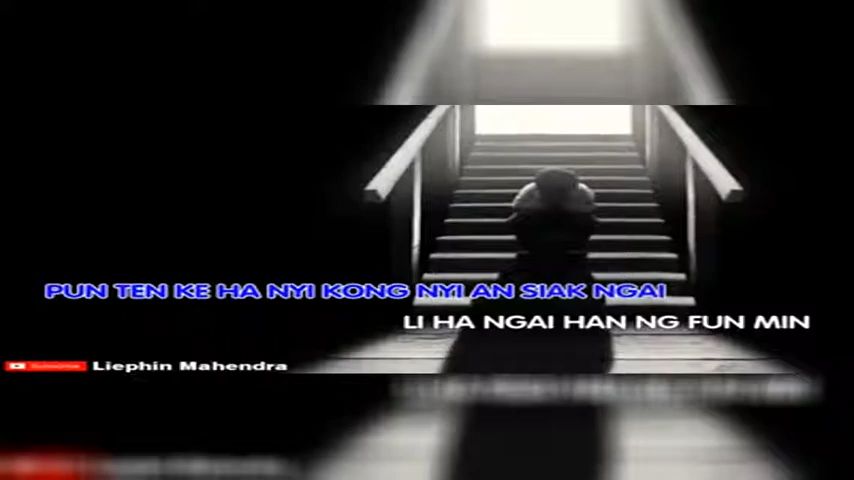 PUN TEN KE HA NYI KONG NYI AN SIAK NGAI
LI HA NGAI HAN NG FUN MIN
Liephin Mahendra